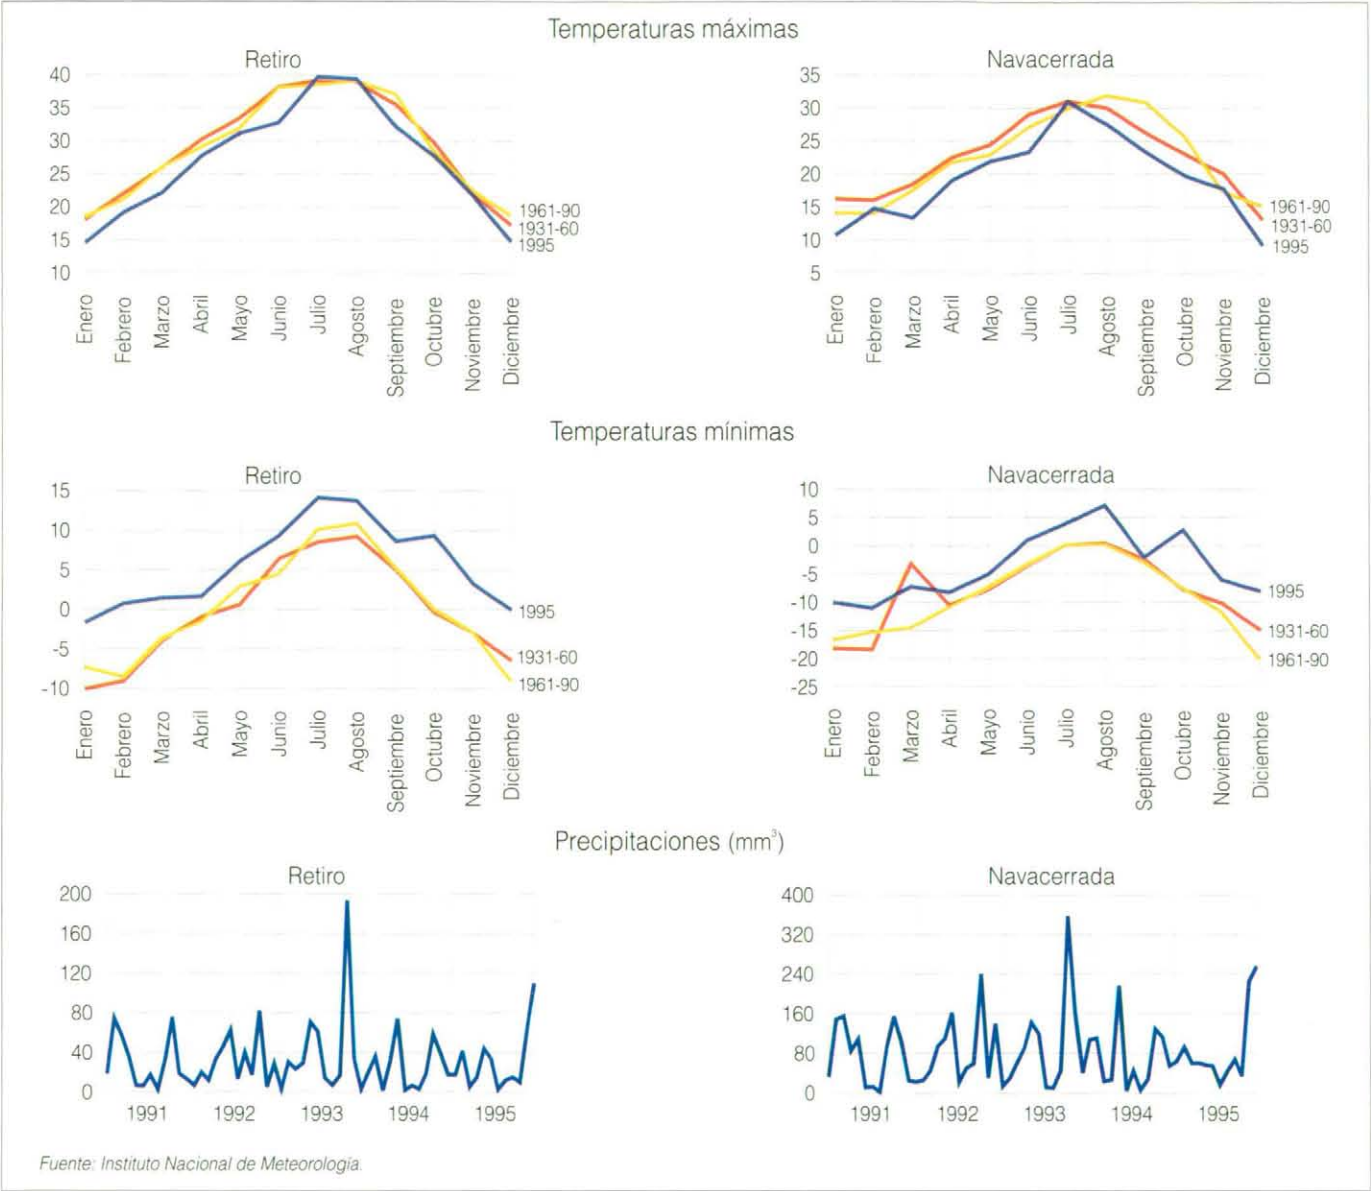 Temperaturas máximas
Retiro
40
35
30
25
20
15
10
1961-90
1931-60
1995
Enero
Febrero
Marzo
Abril
Mayo
Junio
Julio
Agosto
Septiembre
Octubre
Noviembre
Diciembre
Navacerrada
35
30
25
20
15
10
5
1961-90
1931-60
1995
Enero
Febrero
Marzo
Abril
Mayo
Junio
Julio
Agosto
Septiembre
Octubre
Noviembre
Diciembre
Temperaturas mínimas
Retiro
15
10
5
0
-5
-10
1995
1931-60
1961-90
Enero
Febrero
Marzo
Abril
Mayo
Junio
Julio
Agosto
Septiembre
Octubre
Noviembre
Diciembre
Navacerrada
10
5
0
-5
-10
-15
-20
-25
1995
1931-60
1961-90
Enero
Febrero
Marzo
Abril
Mayo
Junio
Julio
Agosto
Septiembre
Octubre
Noviembre
Diciembre
Precipitaciones (mm³)
Retiro
200
160
120
80
40
0
1991 1992 1993 1994 1995
Navacerrada
400
320
240
160
80
0
1991 1992 1993 1994 1995
Fuente: Instituto Nacional de Meteorología.